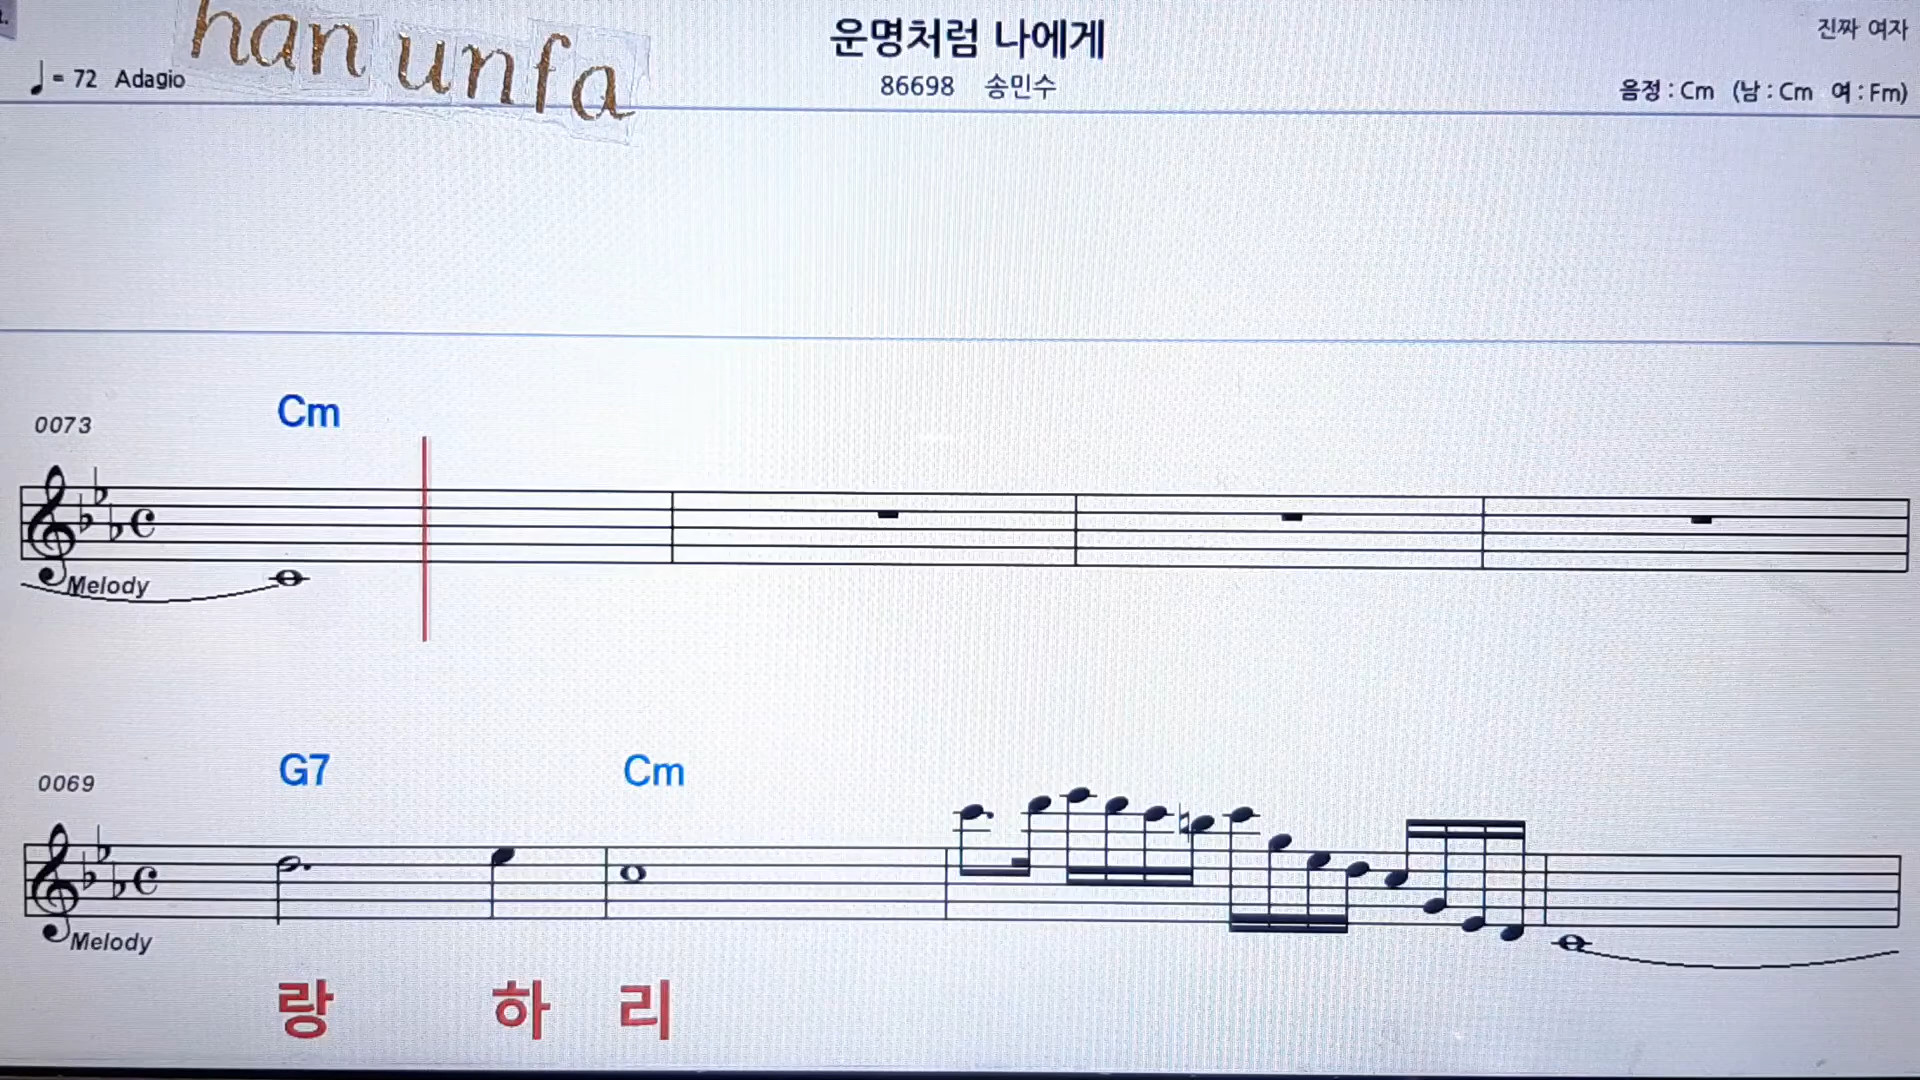 han unfa
운명처럼 나에게
진짜 여자
♩= 72 Adagio
86698 송민수
음정 : Cm (남 : Cm 여 : Fm)
Cm
0073
Melody
G7 Cm
0069
Melody
랑 하 리